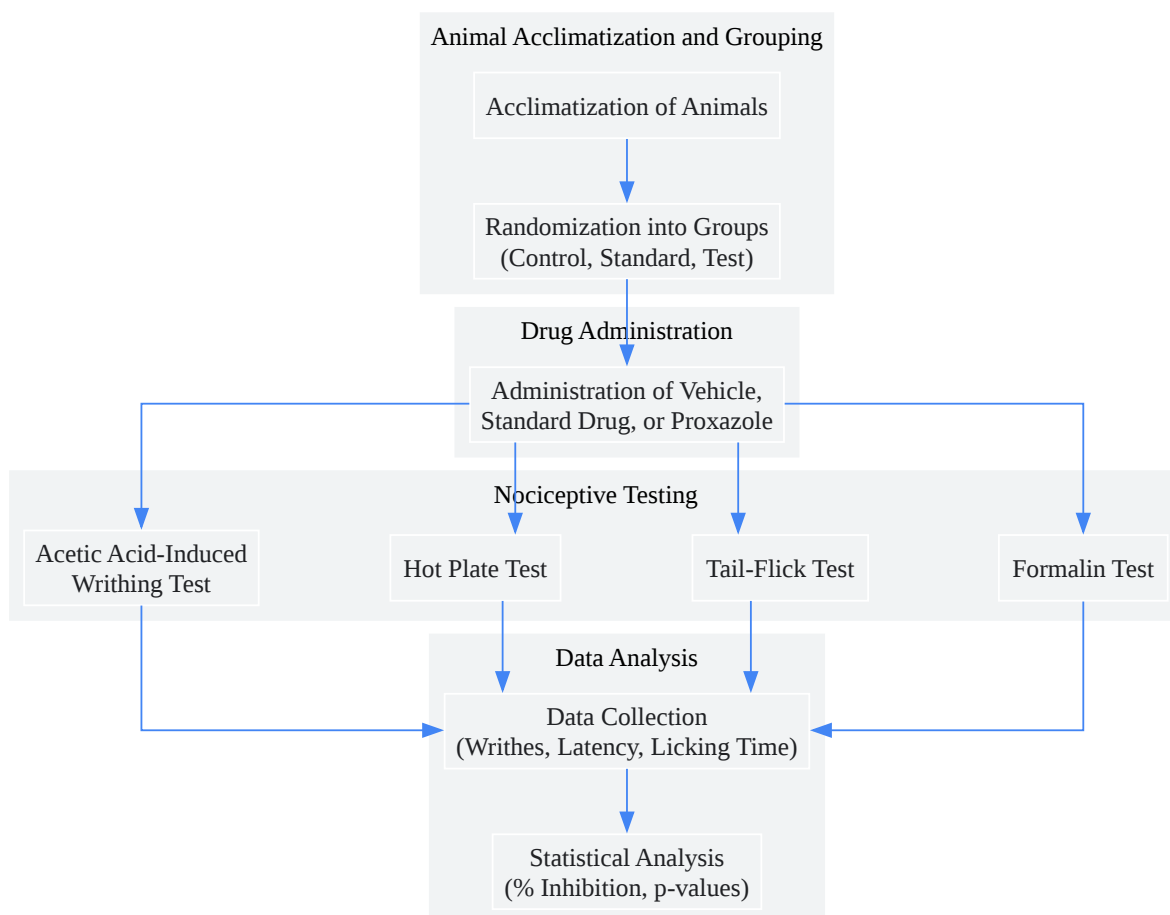 Animal Acclimatization and Grouping
Acclimatization of Animals
Randomization into Groups
(Control, Standard, Test)
Drug Administration
Administration of Vehicle,
Standard Drug, or Proxazole
Nociceptive Testing
Acetic Acid-Induced
Writhing Test
Hot Plate Test
Tail-Flick Test
Formalin Test
Data Analysis
Data Collection
(Writhes, Latency, Licking Time)
Statistical Analysis
(% Inhibition, p-values)